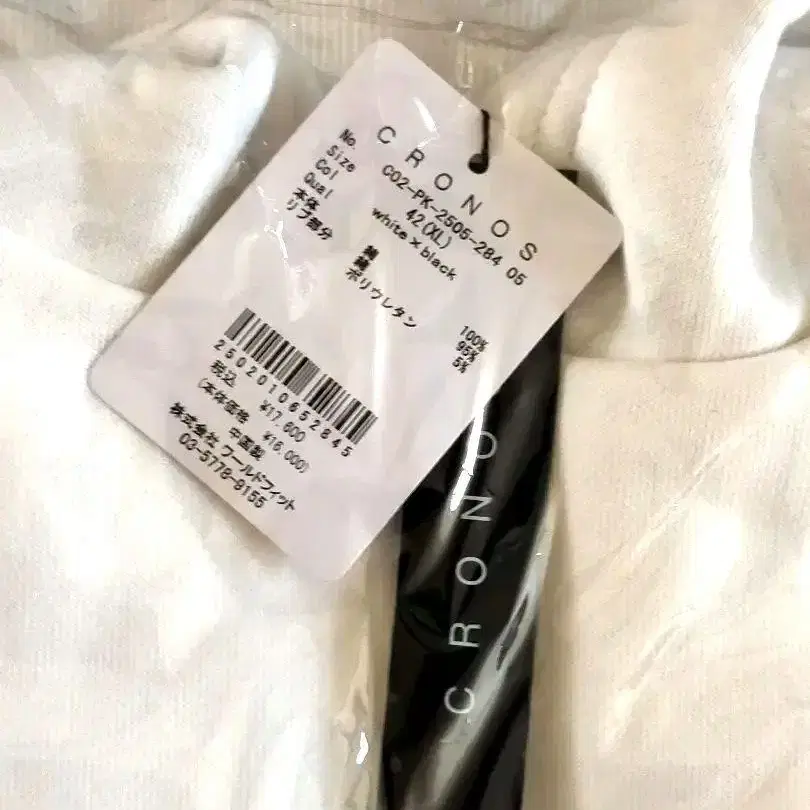 CRONOS
No. C02-PK-2505-284 05
Size 42(XL)
Col white×black
Qual
本体 綿 100%
リブ部分 綿 95%
ポリウレタン 5%
2502010652845
税込 ¥17,600
(本体価格 ¥16,000)
中国製
株式会社 ワールドフィット
03-5778-9155
CRONO